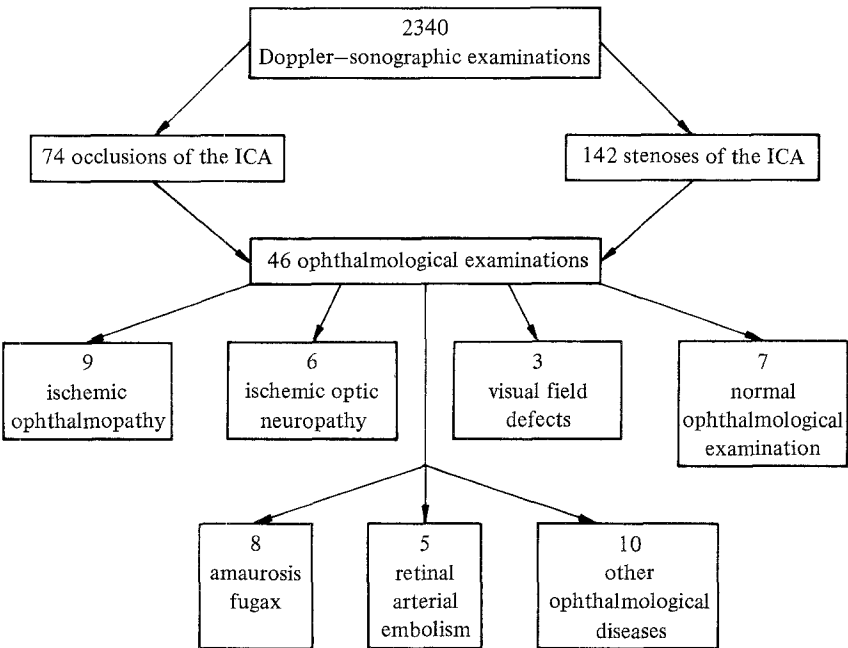 2340
Doppler–sonographic examinations
74 occlusions of the ICA
142 stenoses of the ICA
46 ophthalmological examinations
9
ischemic
ophthalmopathy
6
ischemic optic
neuropathy
3
visual field
defects
7
normal
ophthalmological
examination
8
amaurosis
fugax
5
retinal
arterial
embolism
10
other
ophthalmological
diseases